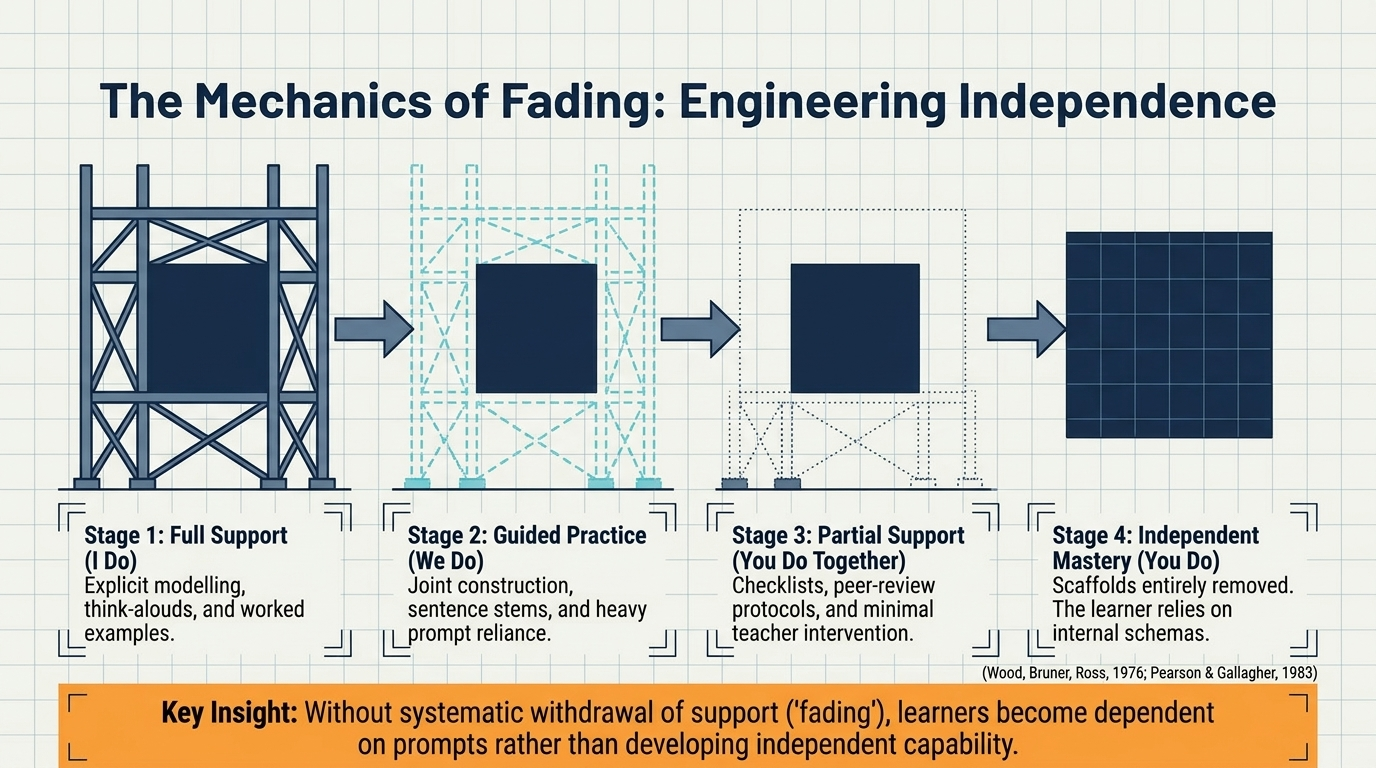 The Mechanics of Fading: Engineering Independence
Stage 1: Full Support
(I Do)
Explicit modelling,
think-alouds, and worked
examples.
Stage 2: Guided Practice
(We Do)
Joint construction,
sentence stems, and heavy
prompt reliance.
Stage 3: Partial Support
(You Do Together)
Checklists, peer-review
protocols, and minimal
teacher intervention.
Stage 4: Independent
Mastery (You Do)
Scaffolds entirely removed.
The learner relies on
internal schemas.
(Wood, Bruner, Ross, 1976; Pearson & Gallagher, 1983)
Key Insight: Without systematic withdrawal of support (‘fading’), learners become dependent
on prompts rather than developing independent capability.